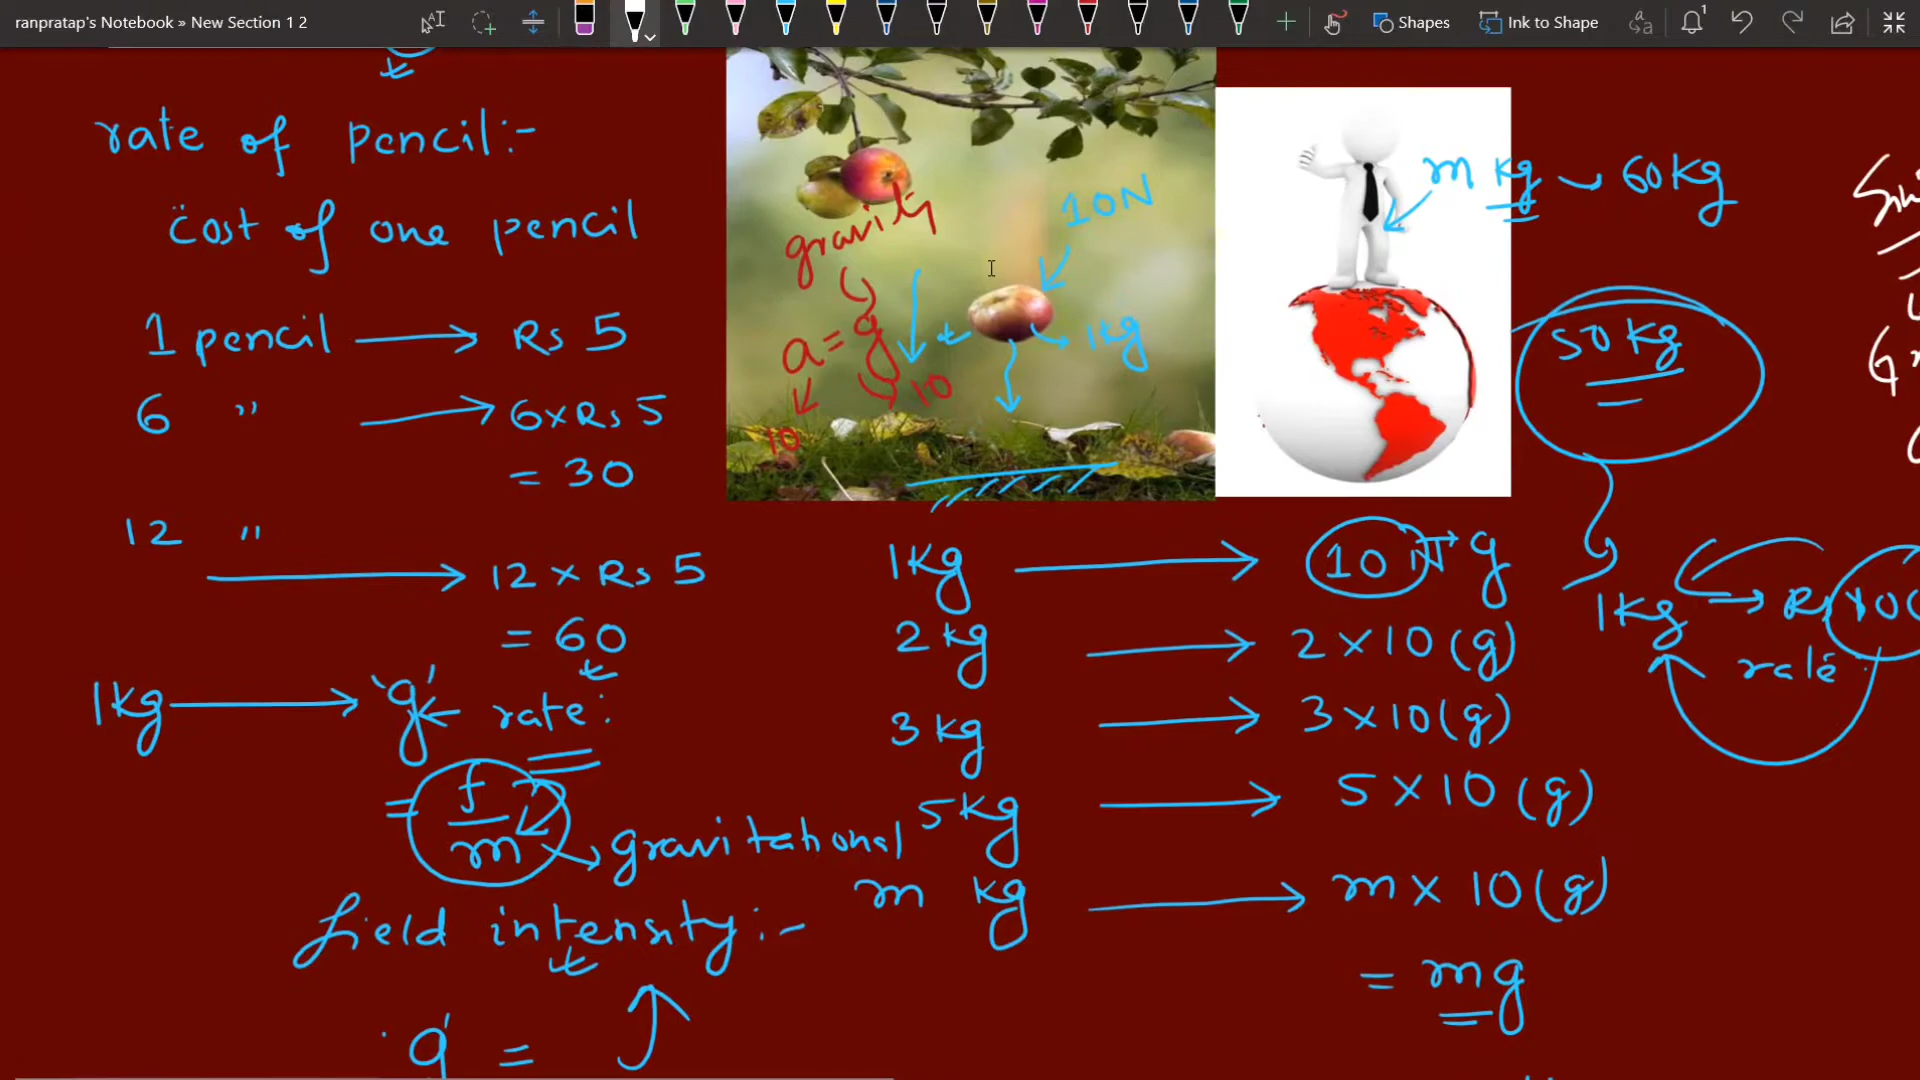 ranpratap's Notebook » New Section 1 2
Shapes
Ink to Shape
1
rate of pencil:-
cost of one pencil
1 pencil → Rs 5
6 " → 6×Rs 5
= 30
12 "
→ 12 × Rs 5
= 60
1kg → 'g' ← rate:
= f/m → gravitational
field intensity:-
g =
gravity
a = g
10
10
10N
1kg
m kg → 60kg
50 kg
1kg → 10 N → g
2 kg → 2×10 (g)
3 kg → 3×10(g)
5kg → 5×10 (g)
m kg → m× 10(g)
= mg
1kg → Rs
rate